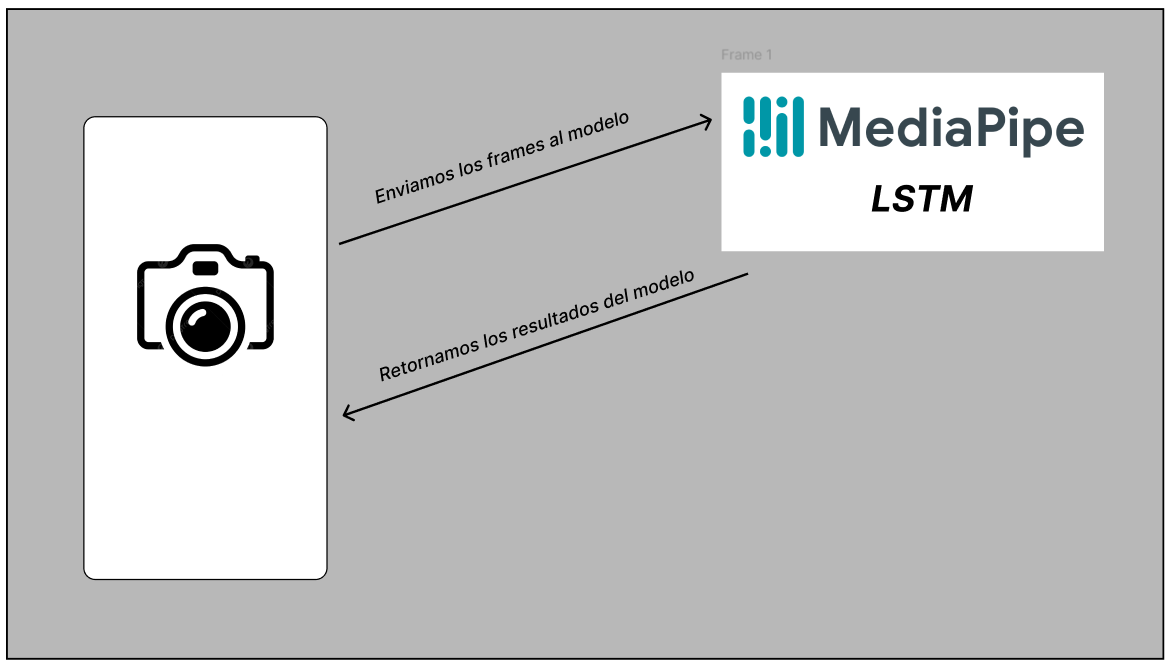 Frame 1
MediaPipe
LSTM
Enviamos los frames al modelo
Retornamos los resultados del modelo